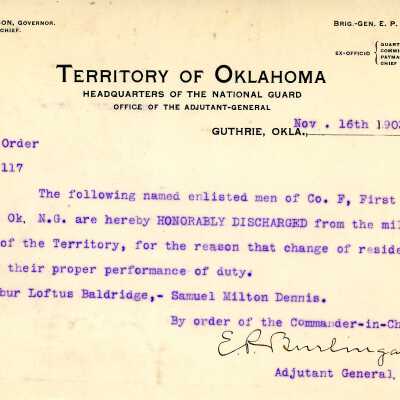 SON, GOVERNOR.
CHIEF.
BRIG.-GEN. E. P.
EX-OFFICIO
QUART
COMMI
PAYMA
CHIEF
TERRITORY OF OKLAHOMA
HEADQUARTERS OF THE NATIONAL GUARD
OFFICE OF THE ADJUTANT-GENERAL
GUTHRIE, OKLA., Nov. 16th 190
Order
117
The following named enlisted men of Co. F, First
Ok. N.G. are hereby HONORABLY DISCHARGED from the mil
of the Territory, for the reason that change of reside
their proper performance of duty.
bur Loftus Baldridge,- Samuel Milton Dennis.
By order of the Commander-in-Ch
E.P. Burlinga
Adjutant General.